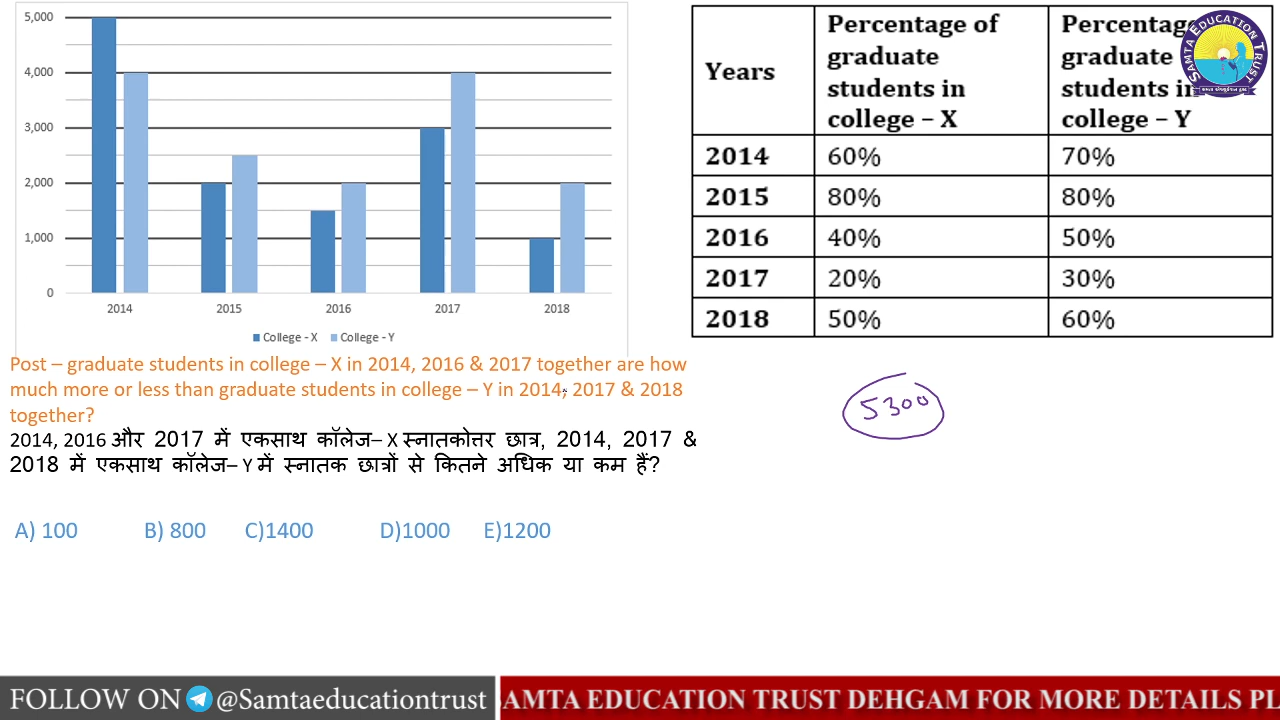 5,000
4,000
3,000
2,000
1,000
0
2014 2015 2016 2017 2018
College - X College - Y
Years Percentage of graduate students in college – X graduate students in college – Y
2014 60% 70%
2015 80% 80%
2016 40% 50%
2017 20% 30%
2018 50% 60%
SAMTA EDUCATION TRUST
Post – graduate students in college – X in 2014, 2016 & 2017 together are how
much more or less than graduate students in college – Y in 2014, 2017 & 2018
together?
2014, 2016 और 2017 में एकसाथ कॉलेज– X स्नातकोत्तर छात्र, 2014, 2017 &
2018 में एकसाथ कॉलेज– Y में स्नातक छात्रों से कितने अधिक या कम हैं?
5300
A) 100 B) 800 C)1400 D)1000 E)1200
FOLLOW ON @Samtaeducationtrust
AMTA EDUCATION TRUST DEHGAM FOR MORE DETAILS PL